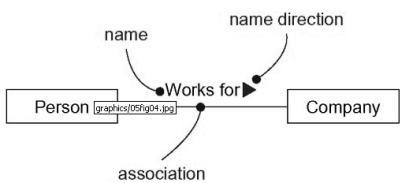 name direction
name
Works for
Person
graphics/05fig04.jpg
Company
association